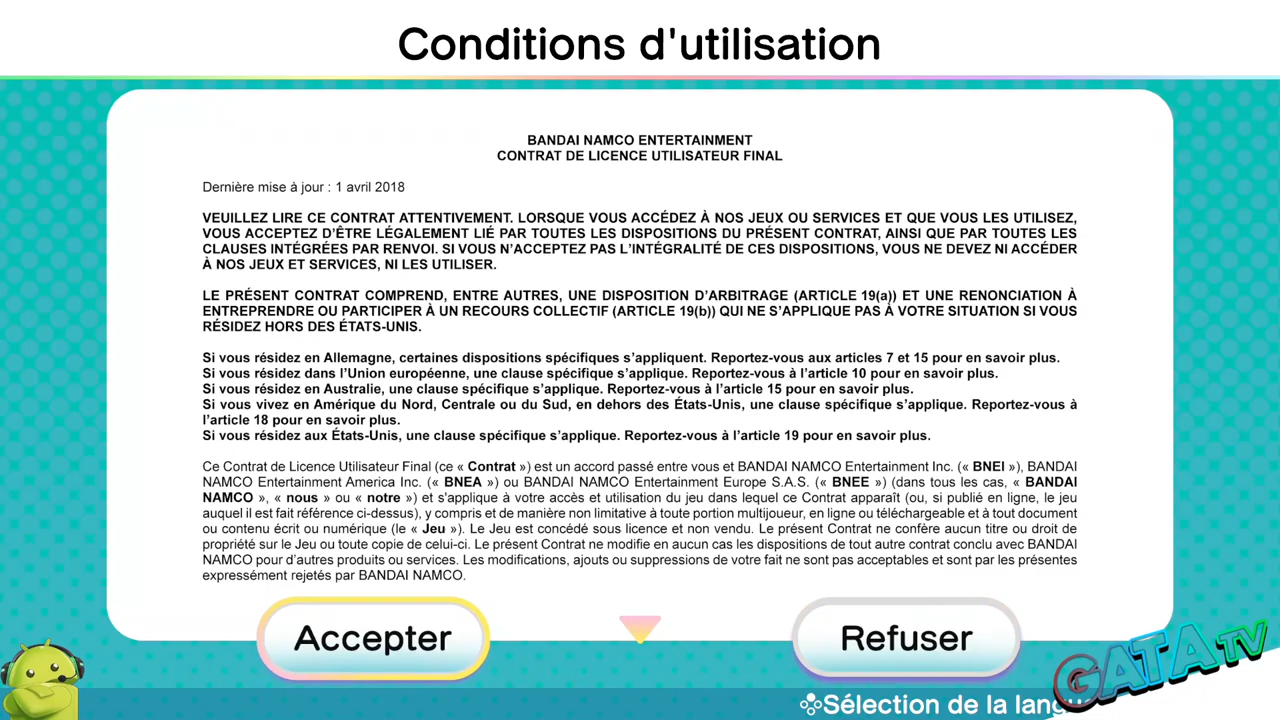 Conditions d'utilisation
BANDAI NAMCO ENTERTAINMENT
CONTRAT DE LICENCE UTILISATEUR FINAL
Dernière mise à jour : 1 avril 2018
VEUILLEZ LIRE CE CONTRAT ATTENTIVEMENT. LORSQUE VOUS ACCÉDEZ À NOS JEUX OU SERVICES ET QUE VOUS LES UTILISEZ,
VOUS ACCEPTEZ D’ÊTRE LÉGALEMENT LIÉ PAR TOUTES LES DISPOSITIONS DU PRÉSENT CONTRAT, AINSI QUE PAR TOUTES LES
CLAUSES INTÉGRÉES PAR RENVOI. SI VOUS N’ACCEPTEZ PAS L’INTÉGRALITÉ DE CES DISPOSITIONS, VOUS NE DEVEZ NI ACCÉDER
À NOS JEUX ET SERVICES, NI LES UTILISER.
LE PRÉSENT CONTRAT COMPREND, ENTRE AUTRES, UNE DISPOSITION D’ARBITRAGE (ARTICLE 19(a)) ET UNE RENONCIATION À
ENTREPRENDRE OU PARTICIPER À UN RECOURS COLLECTIF (ARTICLE 19(b)) QUI NE S’APPLIQUE PAS À VOTRE SITUATION SI VOUS
RÉSIDEZ HORS DES ÉTATS-UNIS.
Si vous résidez en Allemagne, certaines dispositions spécifiques s’appliquent. Reportez-vous aux articles 7 et 15 pour en savoir plus.
Si vous résidez dans l’Union européenne, une clause spécifique s’applique. Reportez-vous à l’article 10 pour en savoir plus.
Si vous résidez en Australie, une clause spécifique s’applique. Reportez-vous à l’article 15 pour en savoir plus.
Si vous vivez en Amérique du Nord, Centrale ou du Sud, en dehors des États-Unis, une clause spécifique s’applique. Reportez-vous à
l’article 18 pour en savoir plus.
Si vous résidez aux États-Unis, une clause spécifique s’applique. Reportez-vous à l’article 19 pour en savoir plus.
Ce Contrat de Licence Utilisateur Final (ce « Contrat ») est un accord passé entre vous et BANDAI NAMCO Entertainment Inc. (« BNEI »), BANDAI
NAMCO Entertainment America Inc. (« BNEA ») ou BANDAI NAMCO Entertainment Europe S.A.S. (« BNEE ») (dans tous les cas, « BANDAI
NAMCO », « nous » ou « notre ») et s'applique à votre accès et utilisation du jeu dans lequel ce Contrat apparaît (ou, si publié en ligne, le jeu
auquel il est fait référence ci-dessus), y compris et de manière non limitative à toute portion multijoueur, en ligne ou téléchargeable et à tout document
ou contenu écrit ou numérique (le « Jeu »). Le Jeu est concédé sous licence et non vendu. Le présent Contrat ne confère aucun titre ou droit de
propriété sur le Jeu ou toute copie de celui-ci. Le présent Contrat ne modifie en aucun cas les dispositions de tout autre contrat conclu avec BANDAI
NAMCO pour d’autres produits ou services. Les modifications, ajouts ou suppressions de votre fait ne sont pas acceptables et sont par les présentes
expressément rejetés par BANDAI NAMCO.
Accepter
Refuser
Sélection de la langu
GATA TV